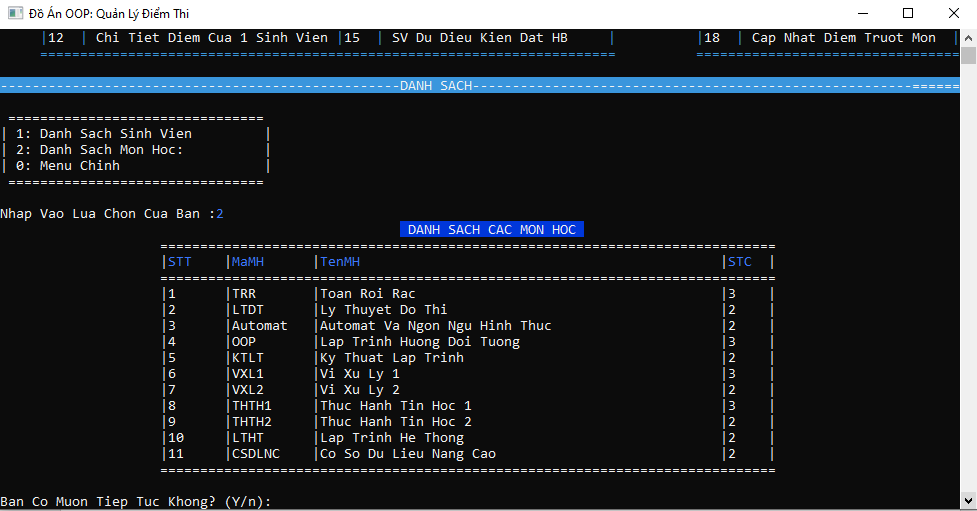 Đồ Án OOP: Quản Lý Điểm Thi
|12 | Chi Tiet Diem Cua 1 Sinh Vien |15 | SV Du Dieu Kien Dat HB | |18 | Cap Nhat Diem Truot Mon |
DANH SACH
| 1: Danh Sach Sinh Vien |
| 2: Danh Sach Mon Hoc: |
| 0: Menu Chinh |
Nhap Vao Lua Chon Cua Ban :2
DANH SACH CAC MON HOC
|STT |MaMH |TenMH |STC |
|1 |TRR |Toan Roi Rac |3 |
|2 |LTDT |Ly Thuyet Do Thi |2 |
|3 |Automat |Automat Va Ngon Ngu Hinh Thuc |2 |
|4 |OOP |Lap Trinh Huong Doi Tuong |3 |
|5 |KTLT |Ky Thuat Lap Trinh |2 |
|6 |VXL1 |Vi Xu Ly 1 |3 |
|7 |VXL2 |Vi Xu Ly 2 |2 |
|8 |THTH1 |Thuc Hanh Tin Hoc 1 |3 |
|9 |THTH2 |Thuc Hanh Tin Hoc 2 |2 |
|10 |LTHT |Lap Trinh He Thong |2 |
|11 |CSDLNC |Co So Du Lieu Nang Cao |2 |
Ban Co Muon Tiep Tuc Khong? (Y/n):